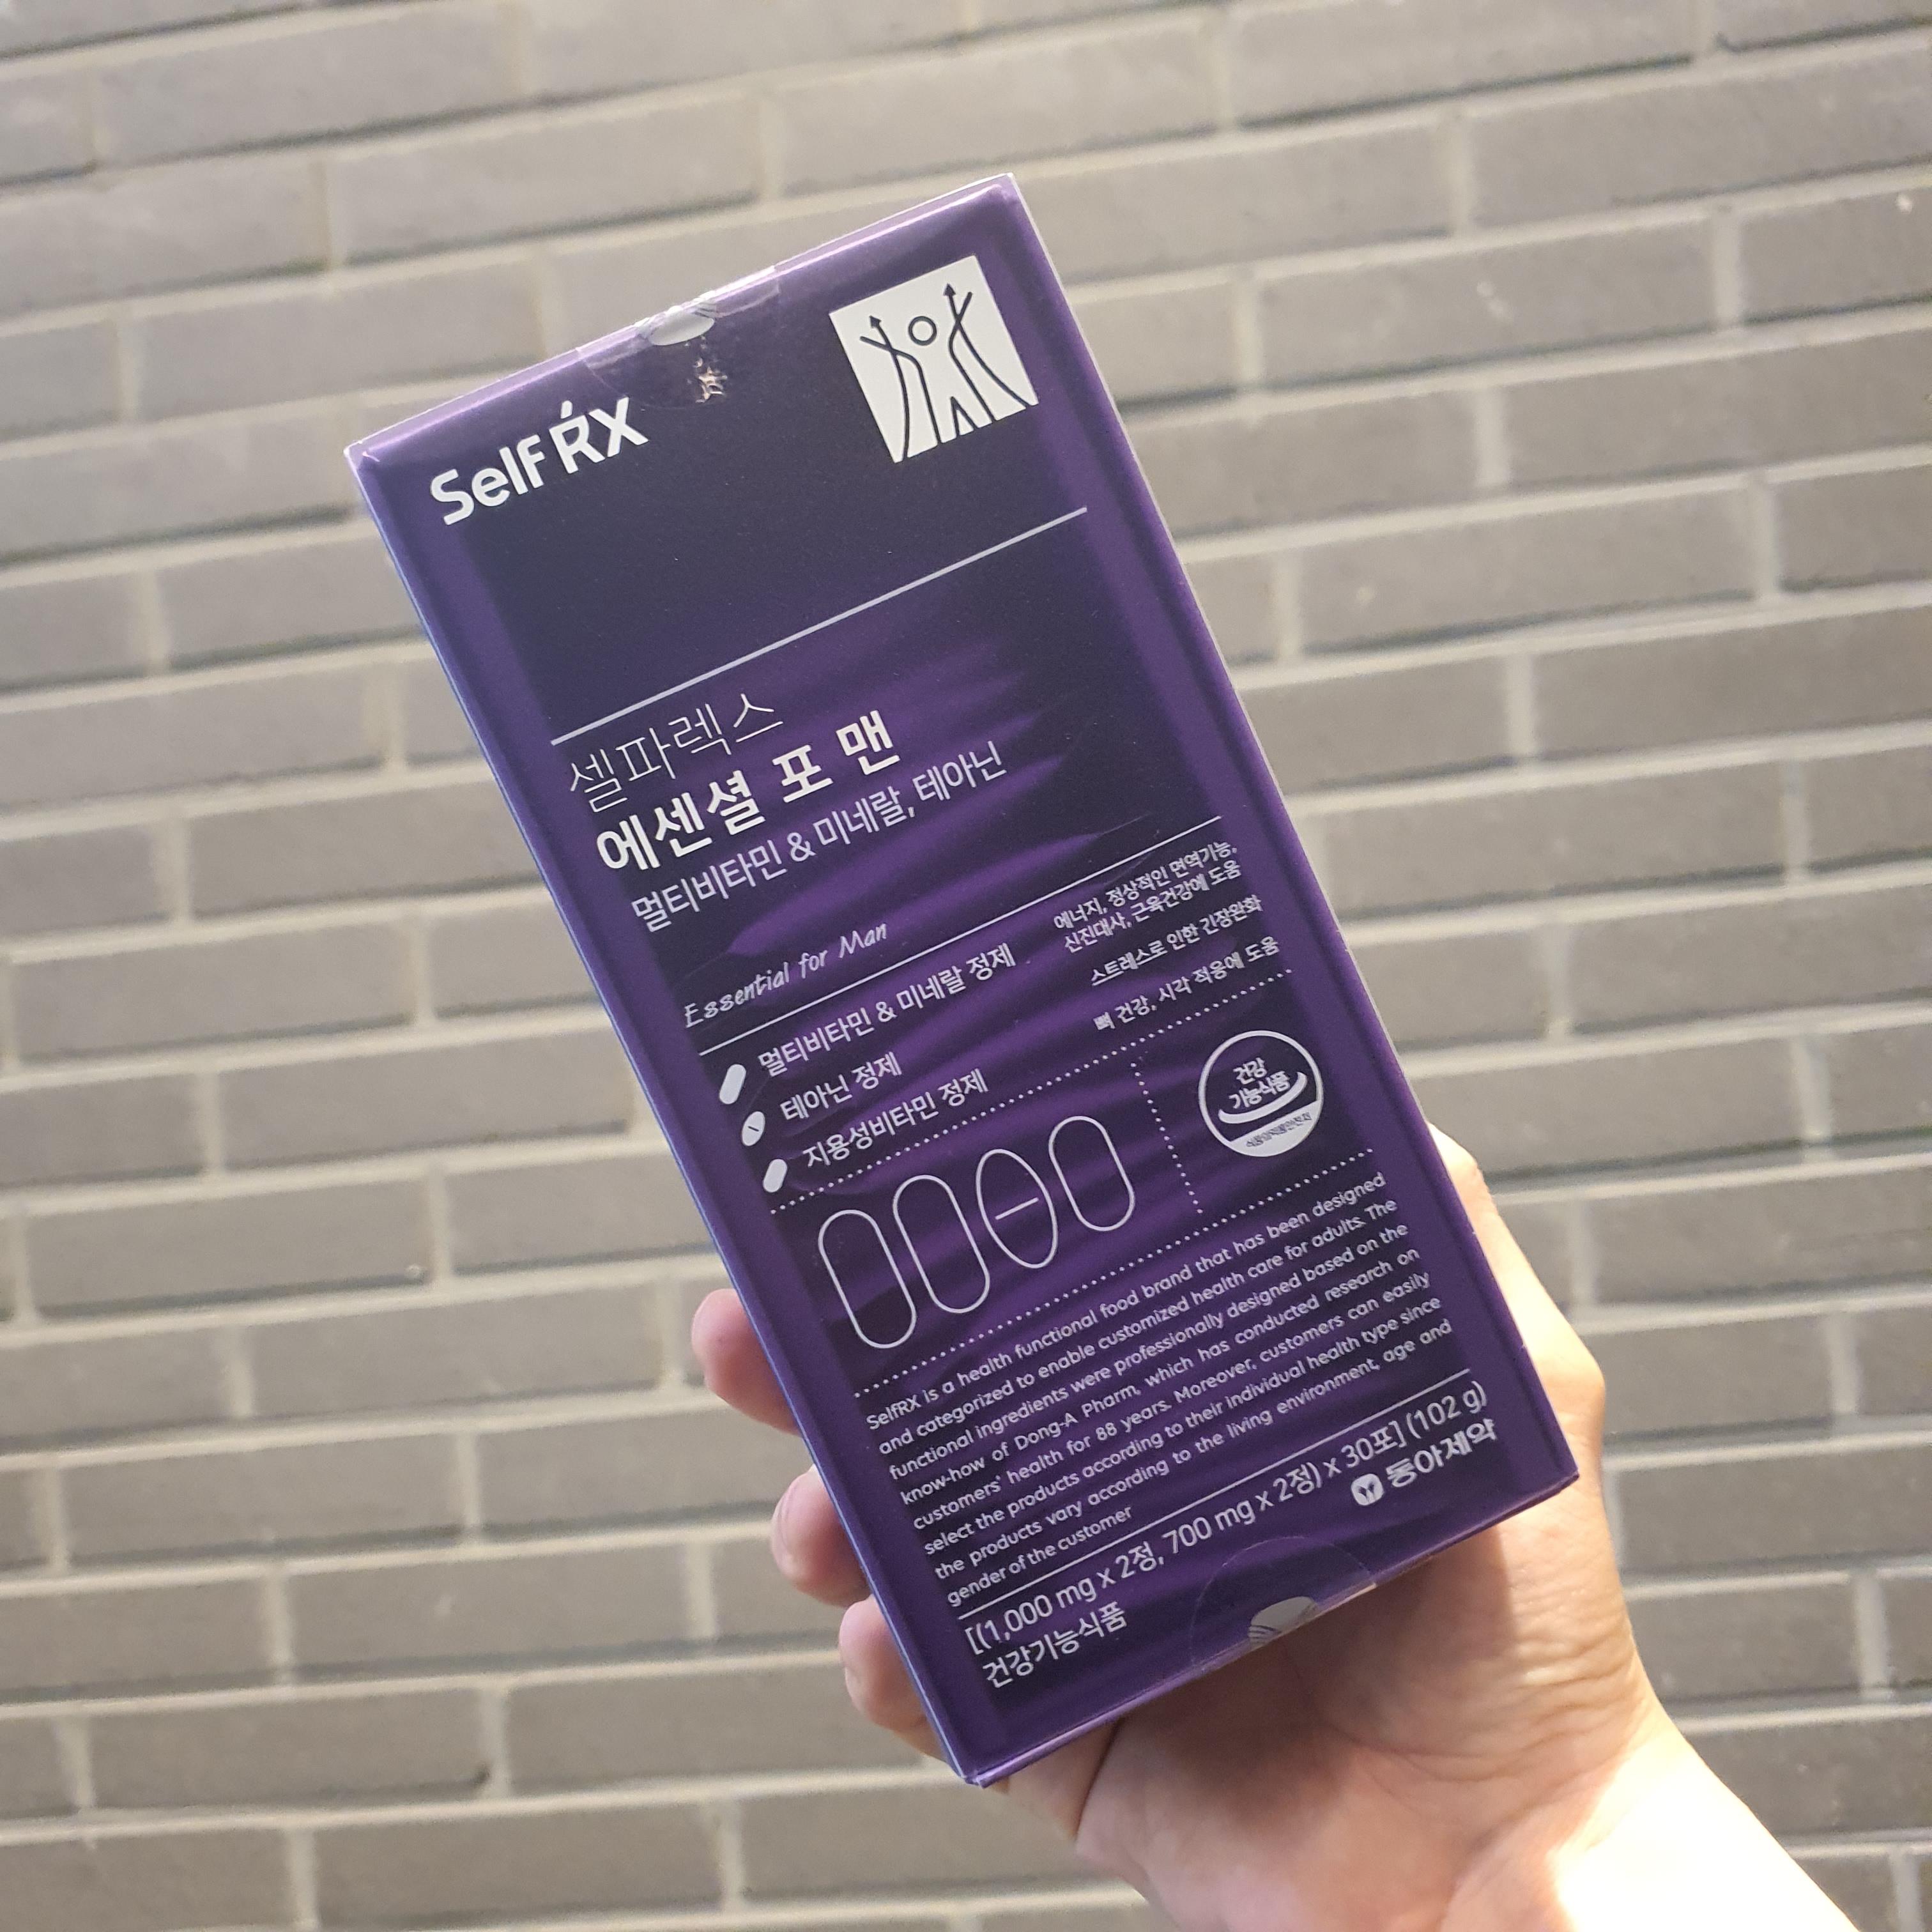 SelfRX
셀파렉스
에센셜 포 맨
멀티비타민 & 미네랄, 테아닌
Essential for Man
멀티비타민 & 미네랄 정제
에너지, 정상적인 면역기능,
신진대사, 근육건강에 도움
테아닌 정제
스트레스로 인한 긴장완화
지용성비타민 정제
뼈 건강, 시각 적응에 도움
건강
기능식품
식품의약품안전처
SelfRX is a health functional food brand that has been designed
and categorized to enable customized health care for adults. The
functional ingredients were professionally designed based on the
know-how of Dong-A Pharm, which has conducted research on
customers' health for 88 years. Moreover, customers can easily
select the products according to their individual health type since
the products vary according to the living environment, age and
gender of the customer
[(1,000 mg x 2정, 700 mg x 2정) x 30포] (102 g)
건강기능식품
동아제약